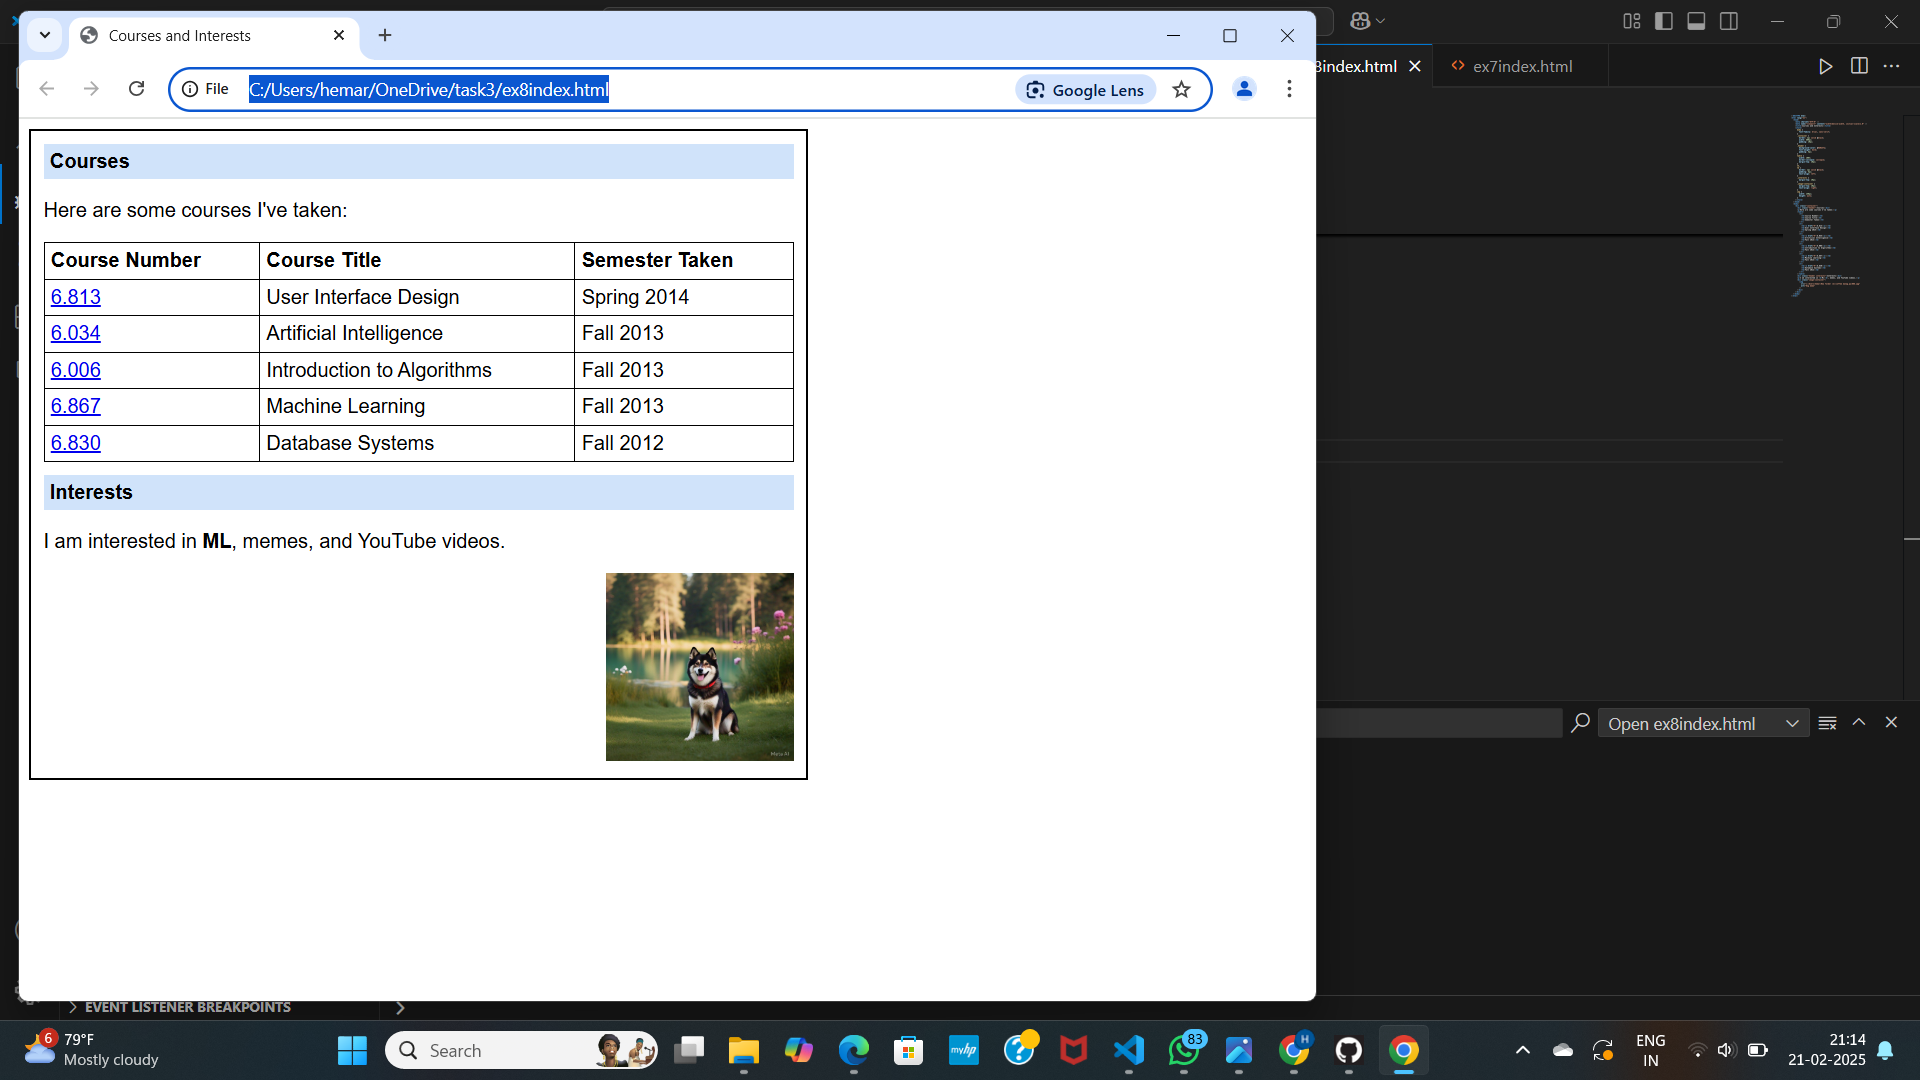 Courses and Interests
3index.html
ex7index.html
File
C:/Users/hemar/OneDrive/task3/ex8index.html
Google Lens
Courses
Here are some courses I've taken:
Course Number Course Title Semester Taken
6.813 User Interface Design Spring 2014
6.034 Artificial Intelligence Fall 2013
6.006 Introduction to Algorithms Fall 2013
6.867 Machine Learning Fall 2013
6.830 Database Systems Fall 2012
Interests
I am interested in ML, memes, and YouTube videos.
Meta AI
Open ex8index.html
EVENT LISTENER BREAKPOINTS
6
79°F
Mostly cloudy
Search
myhp
83
H
ENG
IN
21:14
21-02-2025